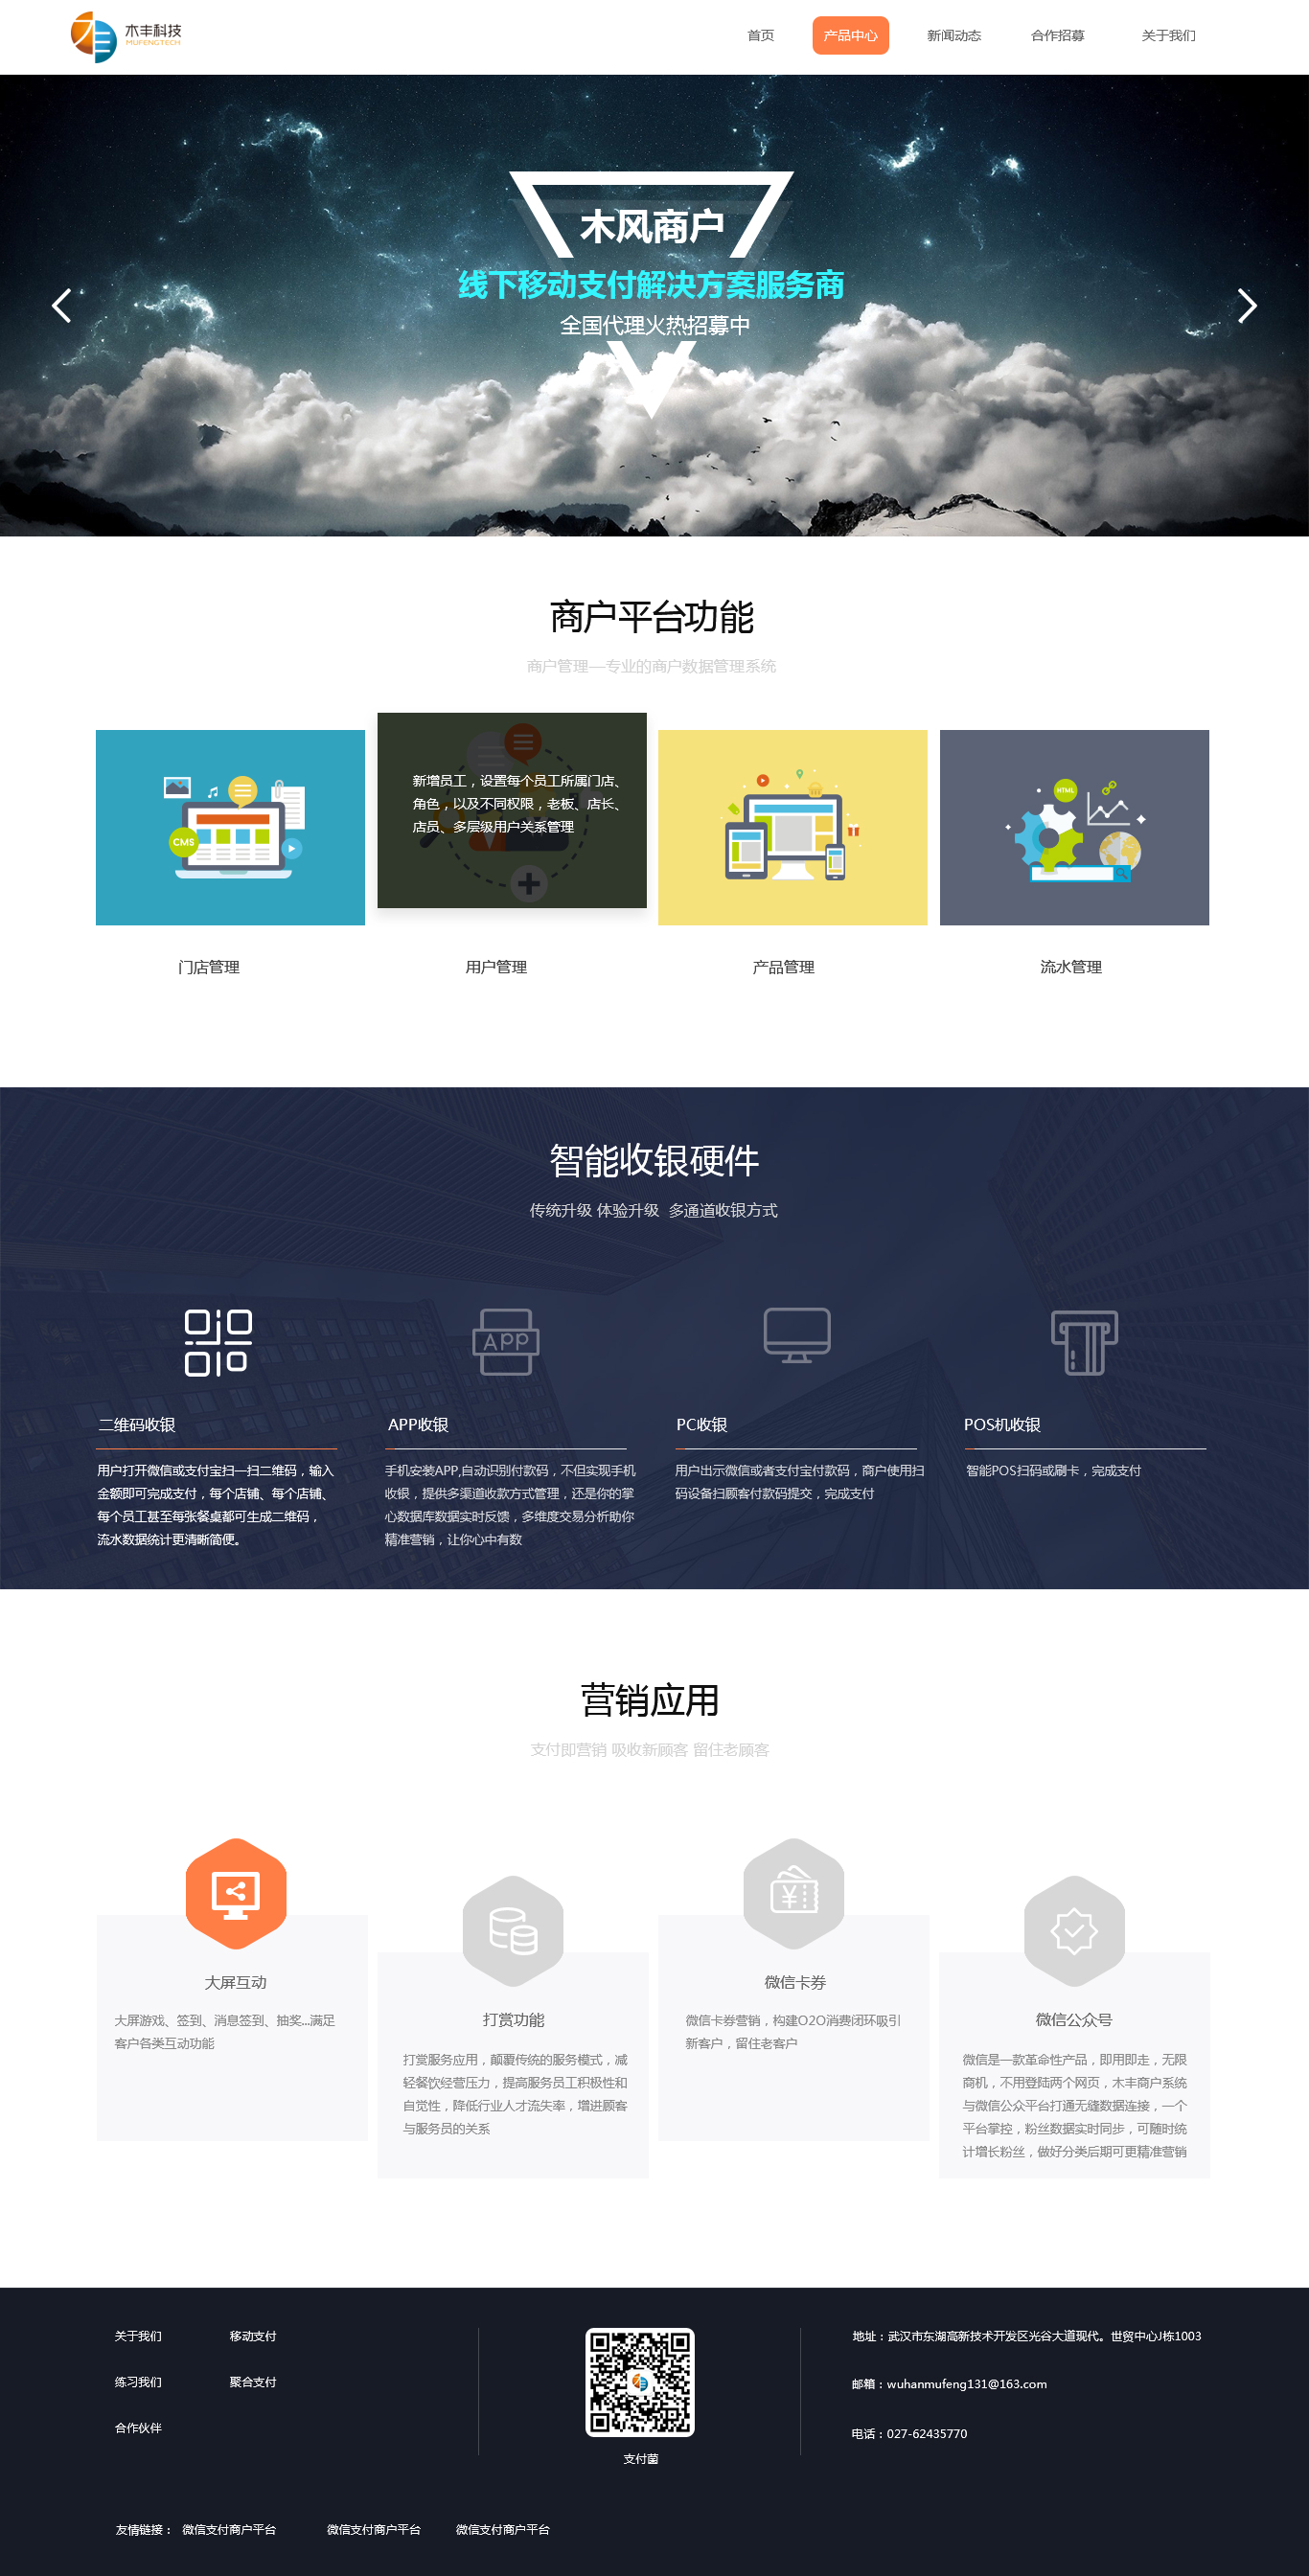 木丰科技
MUFENGTECH
首页
产品中心
新闻动态
合作招募
关于我们
木风商户
线下移动支付解决方案服务商
全国代理火热招募中
商户平台功能
商户管理—专业的商户数据管理系统
CMS
新增员工，设置每个员工所属门店、
角色，以及不同权限，老板、店长、
店员、多层级用户关系管理
HTML
门店管理
用户管理
产品管理
流水管理
智能收银硬件
传统升级 体验升级 多通道收银方式
APP
二维码收银
用户打开微信或支付宝扫一扫二维码，输入
金额即可完成支付，每个店铺、每个店铺、
每个员工甚至每张餐桌都可生成二维码，
流水数据统计更清晰简便。
APP收银
手机安装APP,自动识别付款码，不但实现手机
收银，提供多渠道收款方式管理，还是你的掌
心数据库数据实时反馈，多维度交易分析助你
精准营销，让你心中有数
PC收银
用户出示微信或者支付宝付款码，商户使用扫
码设备扫顾客付款码提交，完成支付
POS机收银
智能POS扫码或刷卡，完成支付
营销应用
支付即营销 吸收新顾客 留住老顾客
大屏互动
大屏游戏、签到、消息签到、抽奖...满足
客户各类互动功能
打赏功能
打赏服务应用，颠覆传统的服务模式，减
轻餐饮经营压力，提高服务员工积极性和
自觉性，降低行业人才流失率，增进顾客
与服务员的关系
¥
微信卡券
微信卡券营销，构建O2O消费闭环吸引
新客户，留住老客户
微信公众号
微信是一款革命性产品，即用即走，无限
商机，不用登陆两个网页，木丰商户系统
与微信公众平台打通无缝数据连接，一个
平台掌控，粉丝数据实时同步，可随时统
计增长粉丝，做好分类后期可更精准营销
关于我们
移动支付
练习我们
聚合支付
合作伙伴
支付菌
地址：武汉市东湖高新技术开发区光谷大道现代。世贸中心J栋1003
邮箱：wuhanmufeng131@163.com
电话：027-62435770
友情链接： 微信支付商户平台 微信支付商户平台 微信支付商户平台